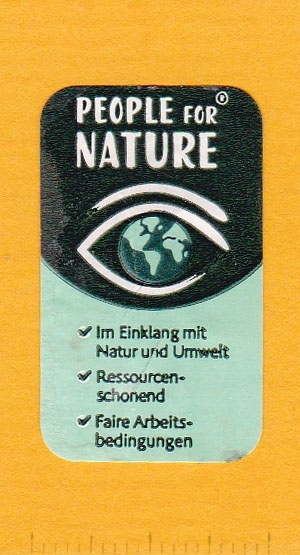 PEOPLE FOR®
NATURE
✔ Im Einklang mit
Natur und Umwelt
✔ Ressourcen-
schonend
✔ Faire Arbeits-
bedingungen